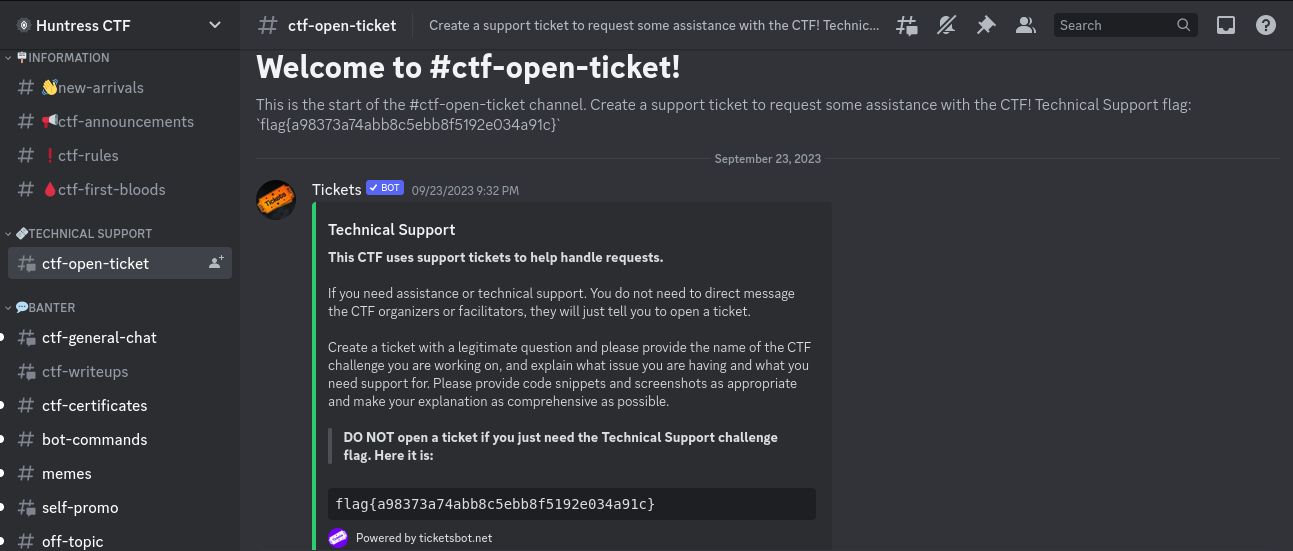 Huntress CTF
# ctf-open-ticket
Create a support ticket to request some assistance with the CTF! Technic...
Search
INFORMATION
# 👋new-arrivals
# 📢ctf-announcements
# ❗ctf-rules
# 🩸ctf-first-bloods
TECHNICAL SUPPORT
# ctf-open-ticket
💬BANTER
# ctf-general-chat
# ctf-writeups
# ctf-certificates
# bot-commands
# memes
# self-promo
# off-topic
Welcome to #ctf-open-ticket!
This is the start of the #ctf-open-ticket channel. Create a support ticket to request some assistance with the CTF! Technical Support flag:
`flag{a98373a74abb8c5ebb8f5192e034a91c}`
September 23, 2023
Tickets ✓ BOT 09/23/2023 9:32 PM
Technical Support
This CTF uses support tickets to help handle requests.
If you need assistance or technical support. You do not need to direct message
the CTF organizers or facilitators, they will just tell you to open a ticket.
Create a ticket with a legitimate question and please provide the name of the CTF
challenge you are working on, and explain what issue you are having and what you
need support for. Please provide code snippets and screenshots as appropriate
and make your explanation as comprehensive as possible.
DO NOT open a ticket if you just need the Technical Support challenge
flag. Here it is:
flag{a98373a74abb8c5ebb8f5192e034a91c}
Powered by ticketsbot.net